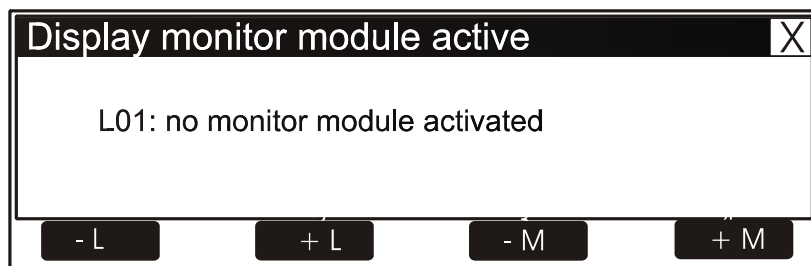 Display monitor module active X
L01: no monitor module activated
- L + L - M + M